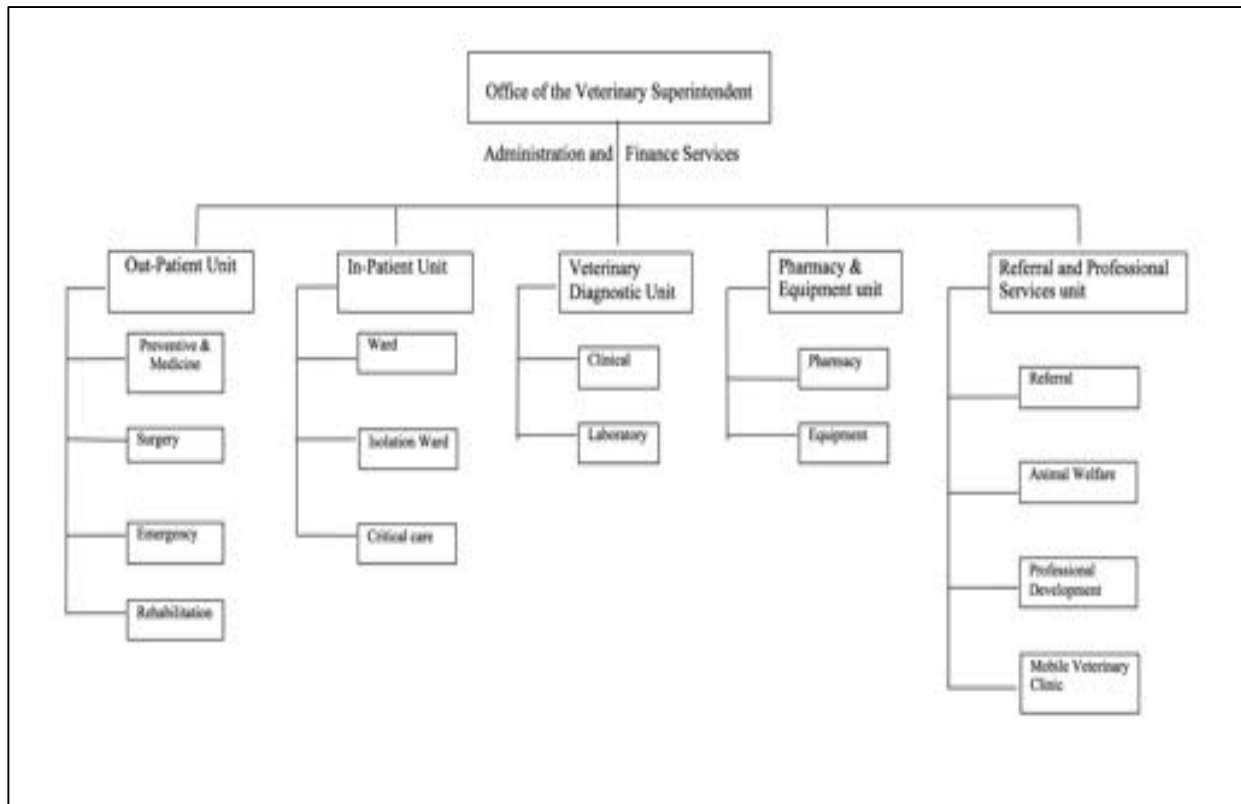 Office of the Veterinary Superintendent
Administration and Finance Services
Out-Patient Unit
Preventive &
Medicine
Surgery
Emergency
Rehabilitation
In-Patient Unit
Ward
Isolation Ward
Critical care
Veterinary
Diagnostic Unit
Clinical
Laboratory
Pharmacy &
Equipment unit
Pharmacy
Equipment
Referral and Professional
Services unit
Referral
Animal Welfare
Professional
Development
Mobile Veterinary
Clinic